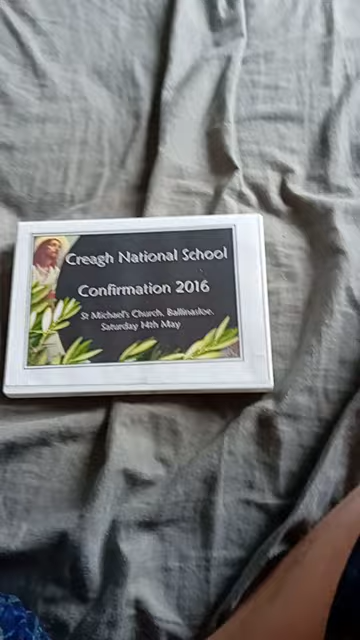 Creagh National School
Confirmation 2016
St Michael's Church, Ballinasloe.
Saturday 14th May